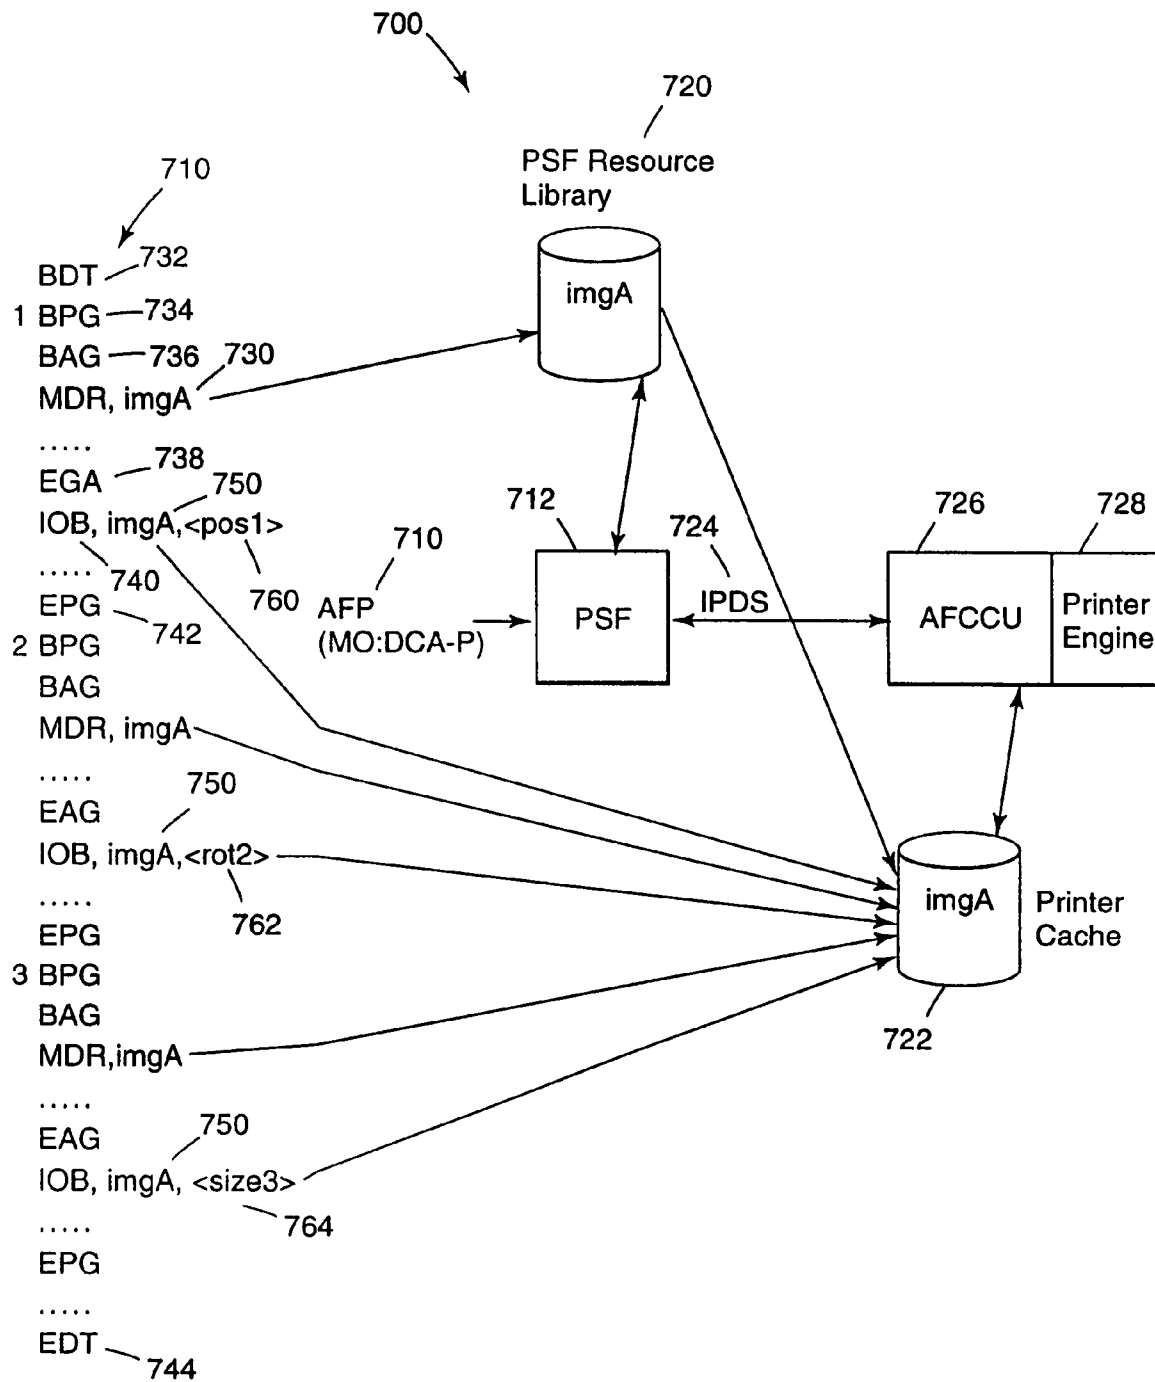 700
720
PSF Resource
Library
710
BDT 732
imgA
1 BPG 734
BAG 736 730
MDR, imgA
.....
EGA 738 750
IOB, imgA,<pos1>
..... 740 760
EPG 742
712
724
726 728
710
AFP
(MO:DCA-P)
PSF
IPDS
AFCCU
Printer
Engine
2 BPG
BAG
MDR, imgA
..... 750
EAG
IOB, imgA,<rot2>
..... 762
EPG
imgA
Printer
Cache
722
3 BPG
BAG
MDR,imgA
.....
EAG 750
IOB, imgA, <size3>
..... 764
EPG
.....
EDT 744